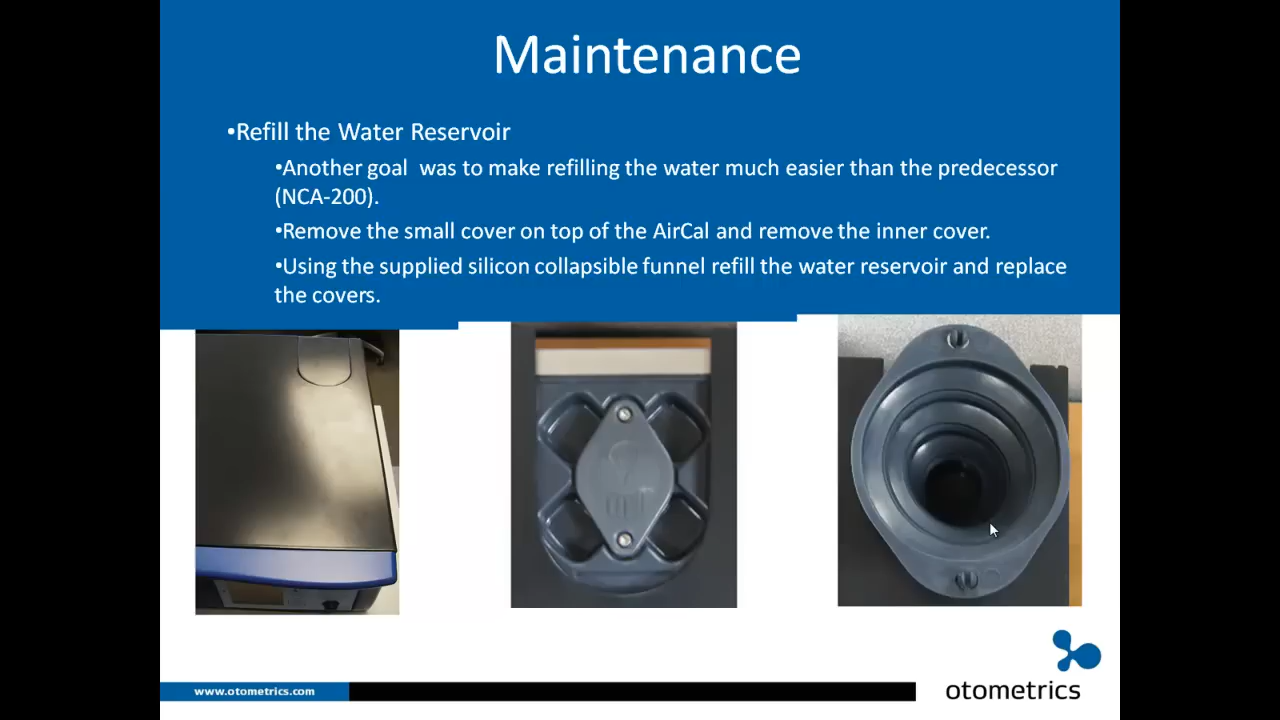 Maintenance
•Refill the Water Reservoir
•Another goal  was to make refilling the water much easier than the predecessor
(NCA-200).
•Remove the small cover on top of the AirCal and remove the inner cover.
•Using the supplied silicon collapsible funnel refill the water reservoir and replace
the covers.
www.otometrics.com
otometrics